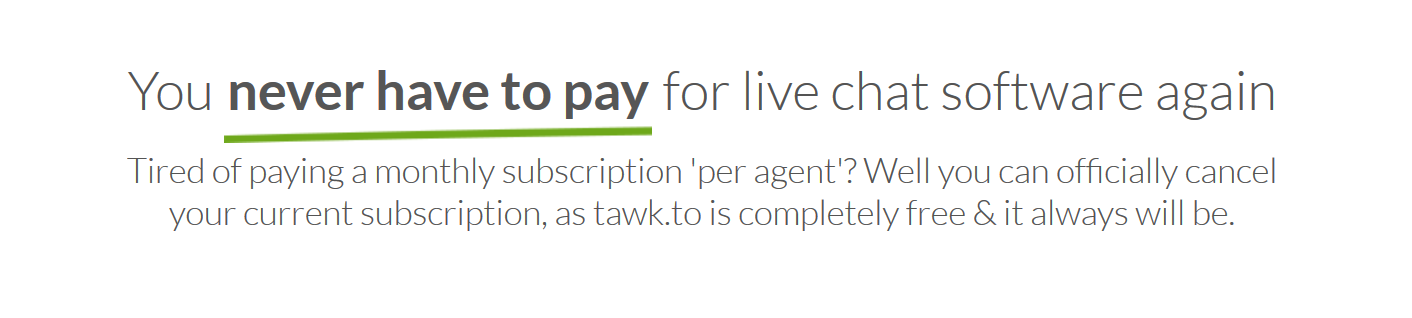 You never have to pay for live chat software again
Tired of paying a monthly subscription 'per agent'? Well you can officially cancel
your current subscription, as tawk.to is completely free & it always will be.